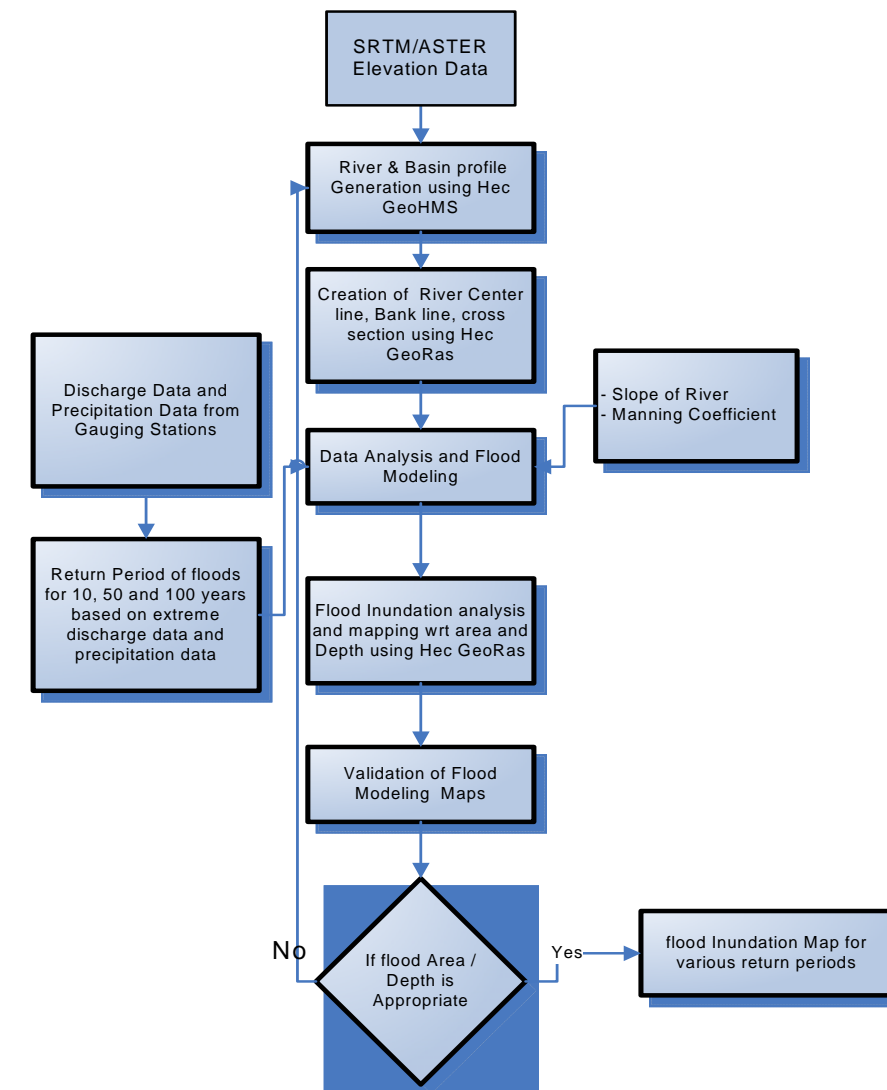 SRTM/ASTER
Elevation Data
River & Basin profile
Generation using Hec
GeoHMS
Creation of River Center
line, Bank line, cross
section using Hec
GeoRas
Discharge Data and
Precipitation Data from
Gauging Stations
- Slope of River
- Manning Coefficient
Data Analysis and Flood
Modeling
Return Period of floods
for 10, 50 and 100 years
based on extreme
discharge data and
precipitation data
Flood Inundation analysis
and mapping wrt area and
Depth using Hec GeoRas
Validation of Flood
Modeling Maps
No
If flood Area /
Depth is
Appropriate
Yes
flood Inundation Map for
various return periods